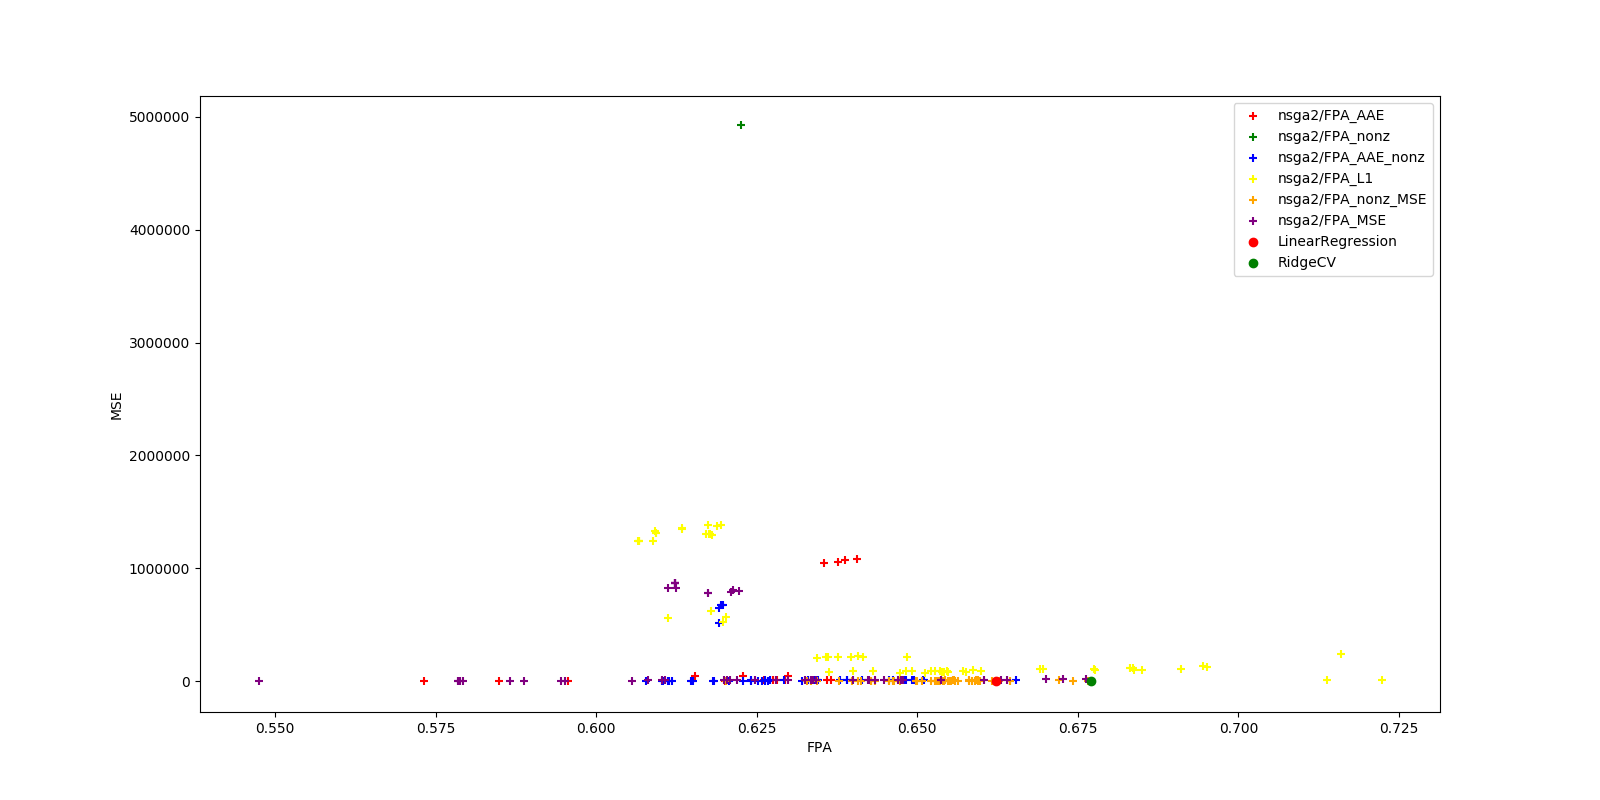 5000000
4000000
3000000
2000000
1000000
0
MSE
0.550
0.575
0.600
0.625
0.650
0.675
0.700
0.725
FPA
nsga2/FPA_AAE
nsga2/FPA_nonz
nsga2/FPA_AAE_nonz
nsga2/FPA_L1
nsga2/FPA_nonz_MSE
nsga2/FPA_MSE
LinearRegression
RidgeCV